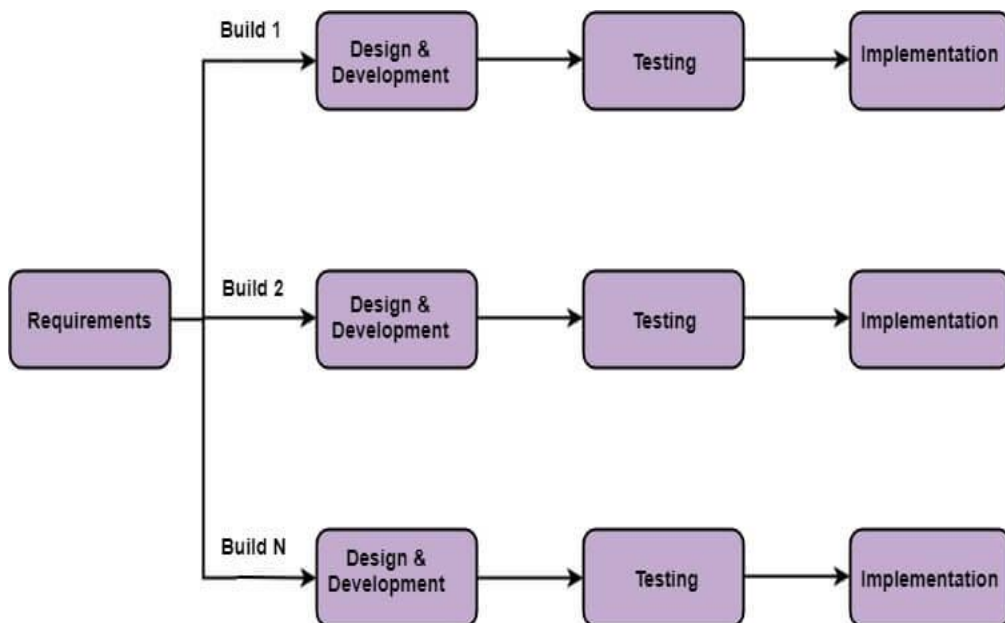 Build 1
Design &
Development
Testing
Implementation
Requirements
Build 2
Design &
Development
Testing
Implementation
Build N
Design &
Development
Testing
Implementation